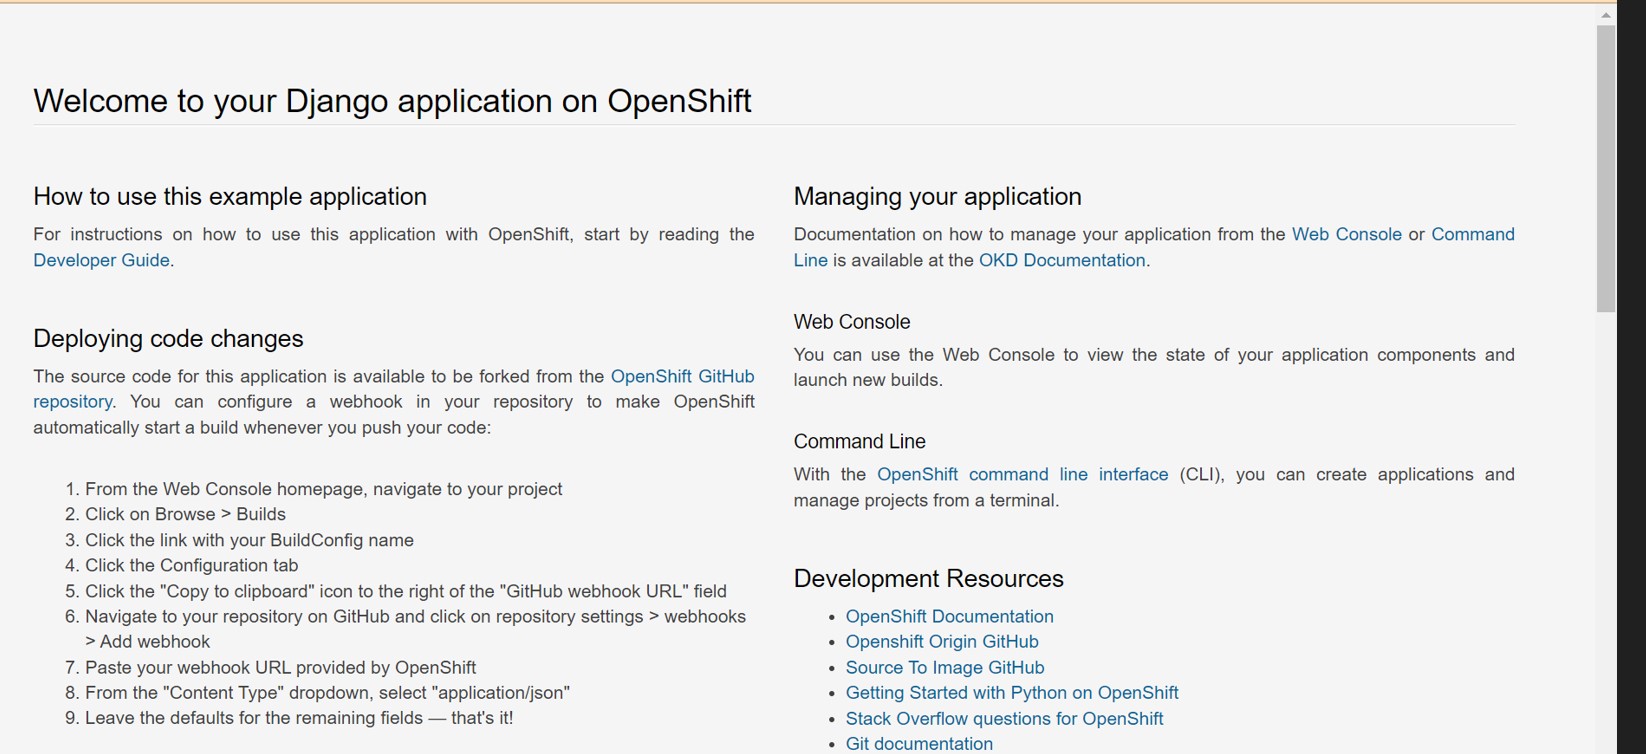 Welcome to your Django application on OpenShift
How to use this example application
For instructions on how to use this application with OpenShift, start by reading the
Developer Guide.
Deploying code changes
The source code for this application is available to be forked from the OpenShift GitHub
repository. You can configure a webhook in your repository to make OpenShift
automatically start a build whenever you push your code:
1. From the Web Console homepage, navigate to your project
2. Click on Browse > Builds
3. Click the link with your BuildConfig name
4. Click the Configuration tab
5. Click the "Copy to clipboard" icon to the right of the "GitHub webhook URL" field
6. Navigate to your repository on GitHub and click on repository settings > webhooks
> Add webhook
7. Paste your webhook URL provided by OpenShift
8. From the "Content Type" dropdown, select "application/json"
9. Leave the defaults for the remaining fields — that's it!
Managing your application
Documentation on how to manage your application from the Web Console or Command
Line is available at the OKD Documentation.
Web Console
You can use the Web Console to view the state of your application components and
launch new builds.
Command Line
With the OpenShift command line interface (CLI), you can create applications and
manage projects from a terminal.
Development Resources
• OpenShift Documentation
• Openshift Origin GitHub
• Source To Image GitHub
• Getting Started with Python on OpenShift
• Stack Overflow questions for OpenShift
• Git documentation